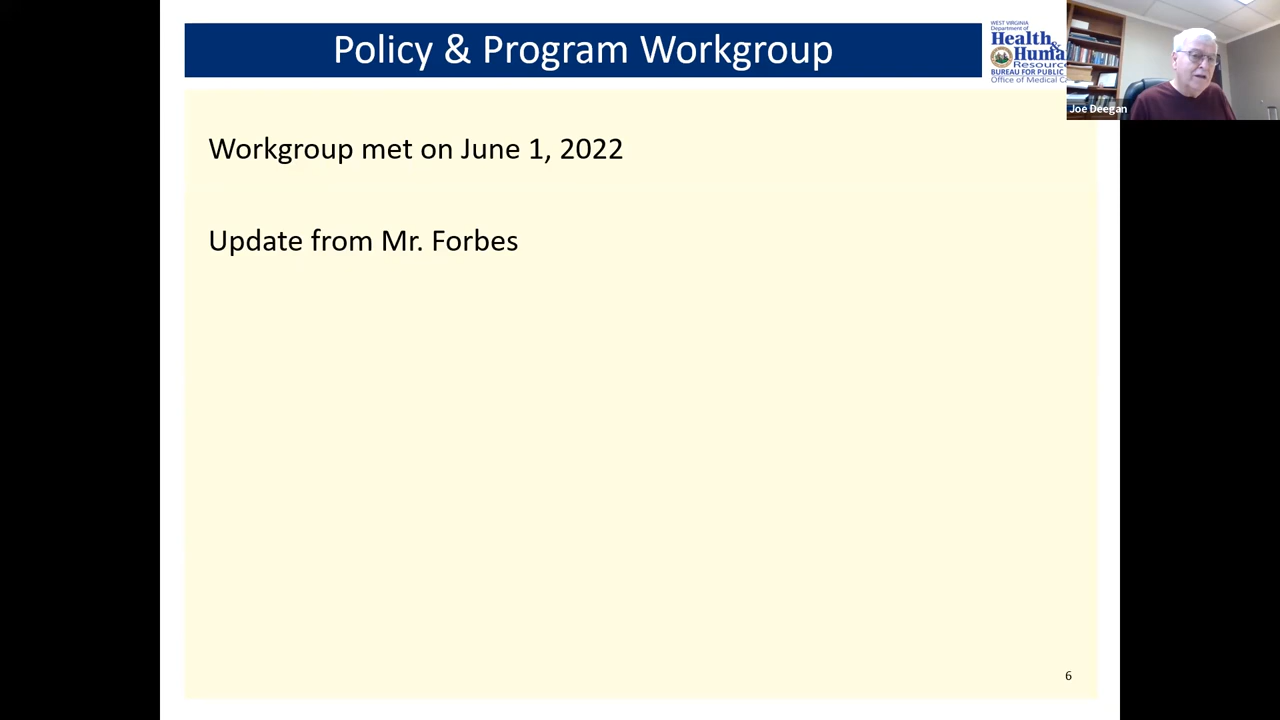 Policy & Program Workgroup
WEST VIRGINIA
Department of
Health &
Human
Resource
BUREAU FOR PUBLIC
Office of Medical
Joe Deegan
Workgroup met on June 1, 2022
Update from Mr. Forbes
6